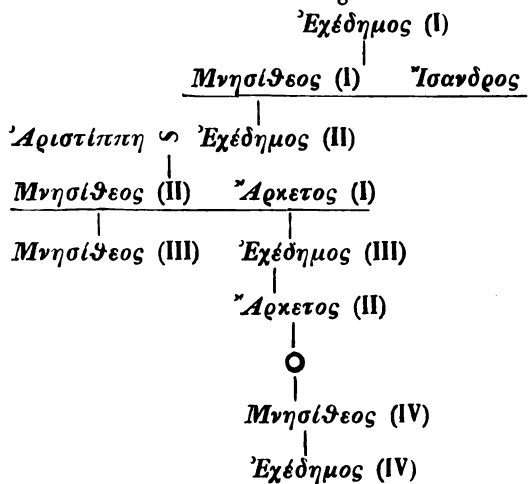 Ἐχέδημος (I)
Μνησίθεος (I) Ἴσανδρος
Ἀριστίππη ∾ Ἐχέδημος (II)
Μνησίθεος (II) Ἄρκετος (I)
Μνησίθεος (III) Ἐχέδημος (III)
Ἄρκετος (II)
Μνησίθεος (IV)
Ἐχέδημος (IV)